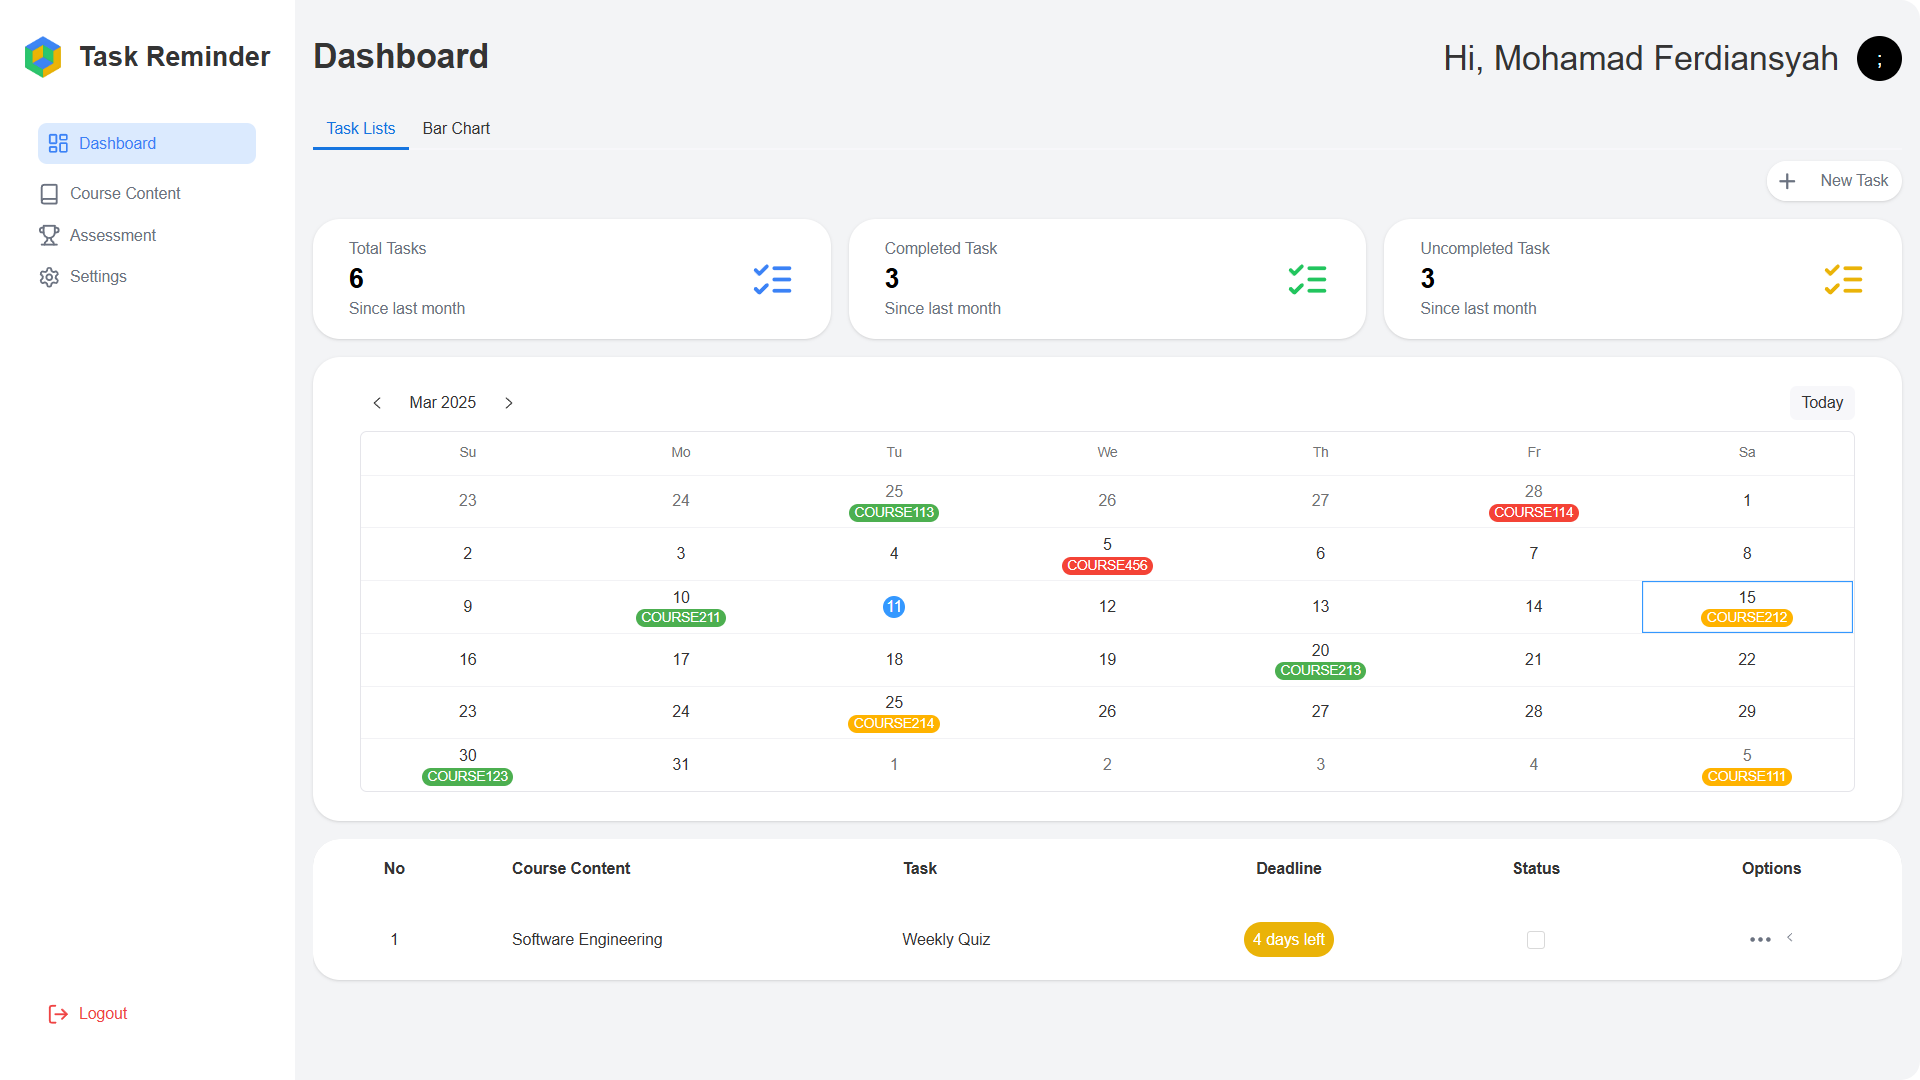 Task Reminder
Dashboard
Course Content
Assessment
Settings
Logout
Dashboard
Hi, Mohamad Ferdiansyah
;
Task Lists Bar Chart
New Task
Total Tasks
6
Since last month
Completed Task
3
Since last month
Uncompleted Task
3
Since last month
Mar 2025
Today
Su Mo Tu We Th Fr Sa
23 24 25 26 27 28 1
COURSE113 COURSE114
2 3 4 5 6 7 8
COURSE456
9 10 11 12 13 14 15
COURSE211 COURSE212
16 17 18 19 20 21 22
COURSE213
23 24 25 26 27 28 29
COURSE214
30 31 1 2 3 4 5
COURSE123 COURSE111
No Course Content Task Deadline Status Options
1 Software Engineering Weekly Quiz 4 days left